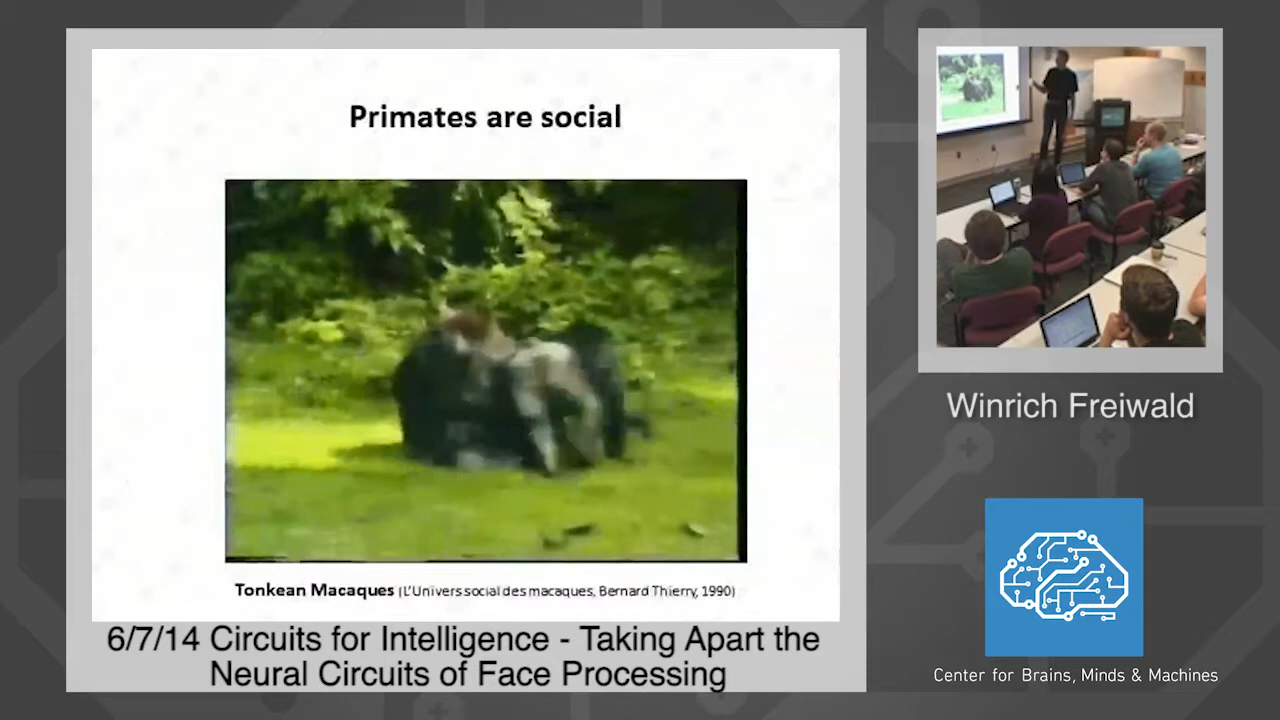 Primates are social
Tonkean Macaques (L'Univers social des macaques, Bernard Thierry, 1990)
6/7/14 Circuits for Intelligence - Taking Apart the
Neural Circuits of Face Processing
Winrich Freiwald
Center for Brains, Minds & Machines